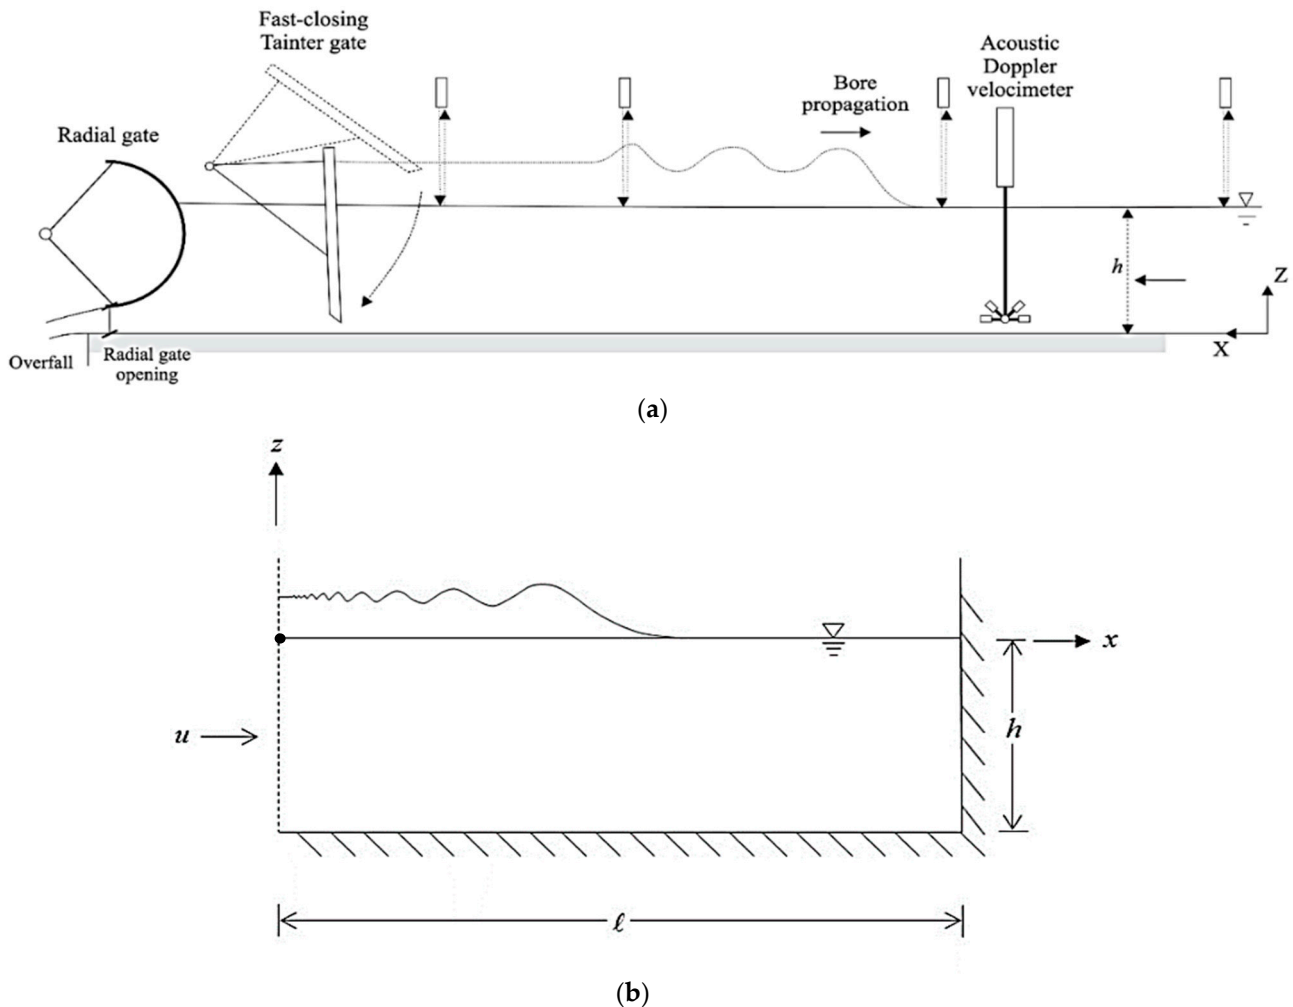 Fast-closing
Tainter gate
Acoustic
Doppler
velocimeter
Bore
propagation
Radial gate
h
Z
X
Overfall
Radial gate
opening
(a)
z
x
u
h
ℓ
(b)